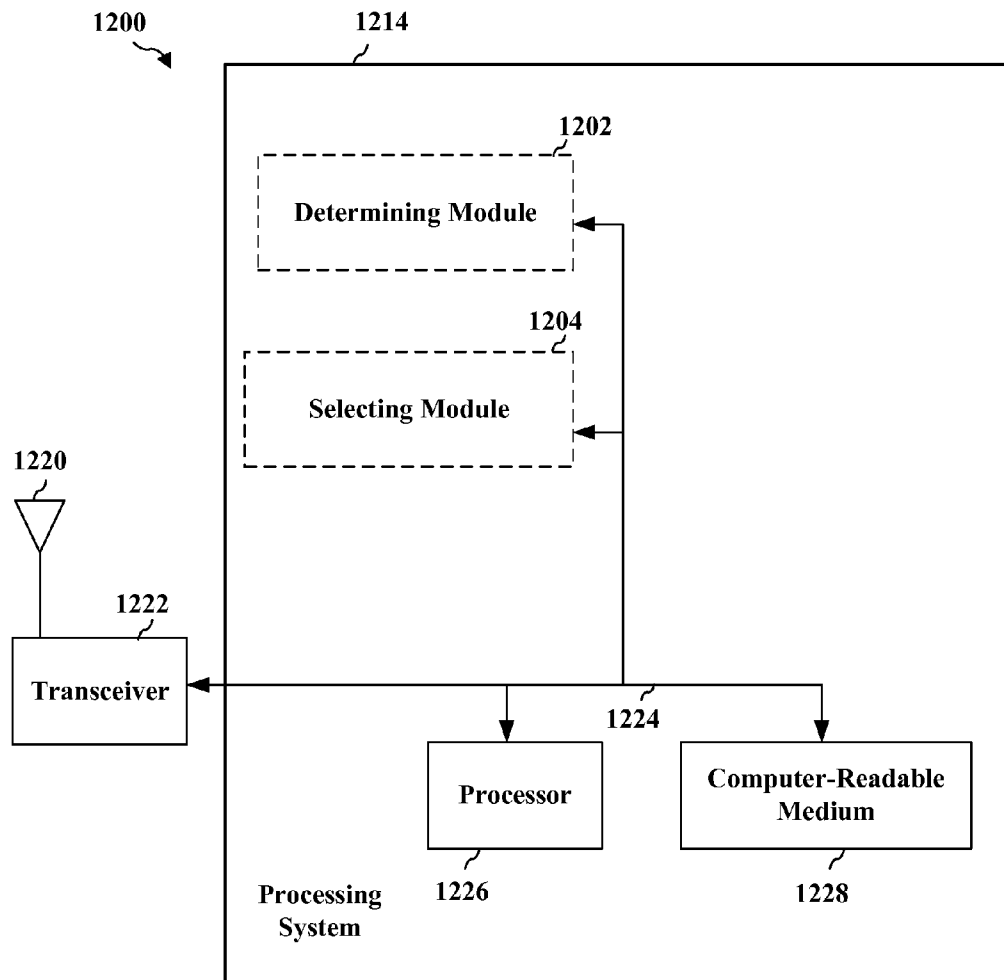 1200
1214
1202
Determining Module
1204
Selecting Module
1220
1222
Transceiver
1224
Processor
Computer-Readable
Medium
1226
1228
Processing
System